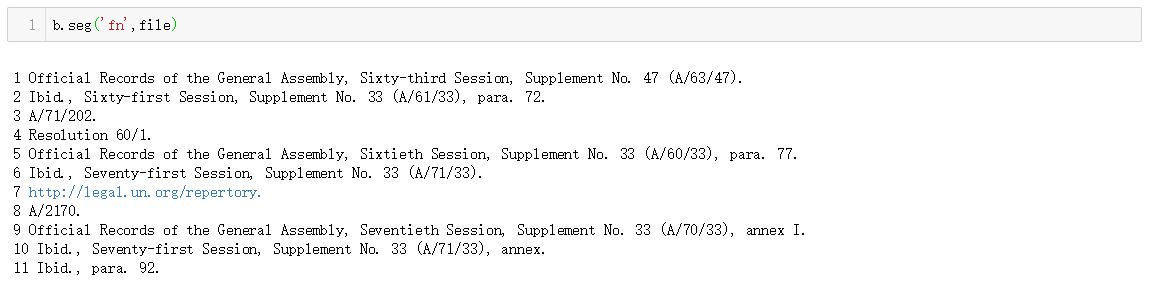 1 b.seg('fn',file)
1 Official Records of the General Assembly, Sixty-third Session, Supplement No. 47 (A/63/47).
2 Ibid., Sixty-first Session, Supplement No. 33 (A/61/33), para. 72.
3 A/71/202.
4 Resolution 60/1.
5 Official Records of the General Assembly, Sixtieth Session, Supplement No. 33 (A/60/33), para. 77.
6 Ibid., Seventy-first Session, Supplement No. 33 (A/71/33).
7 http://legal.un.org/repertory.
8 A/2170.
9 Official Records of the General Assembly, Seventieth Session, Supplement No. 33 (A/70/33), annex I.
10 Ibid., Seventy-first Session, Supplement No. 33 (A/71/33), annex.
11 Ibid., para. 92.